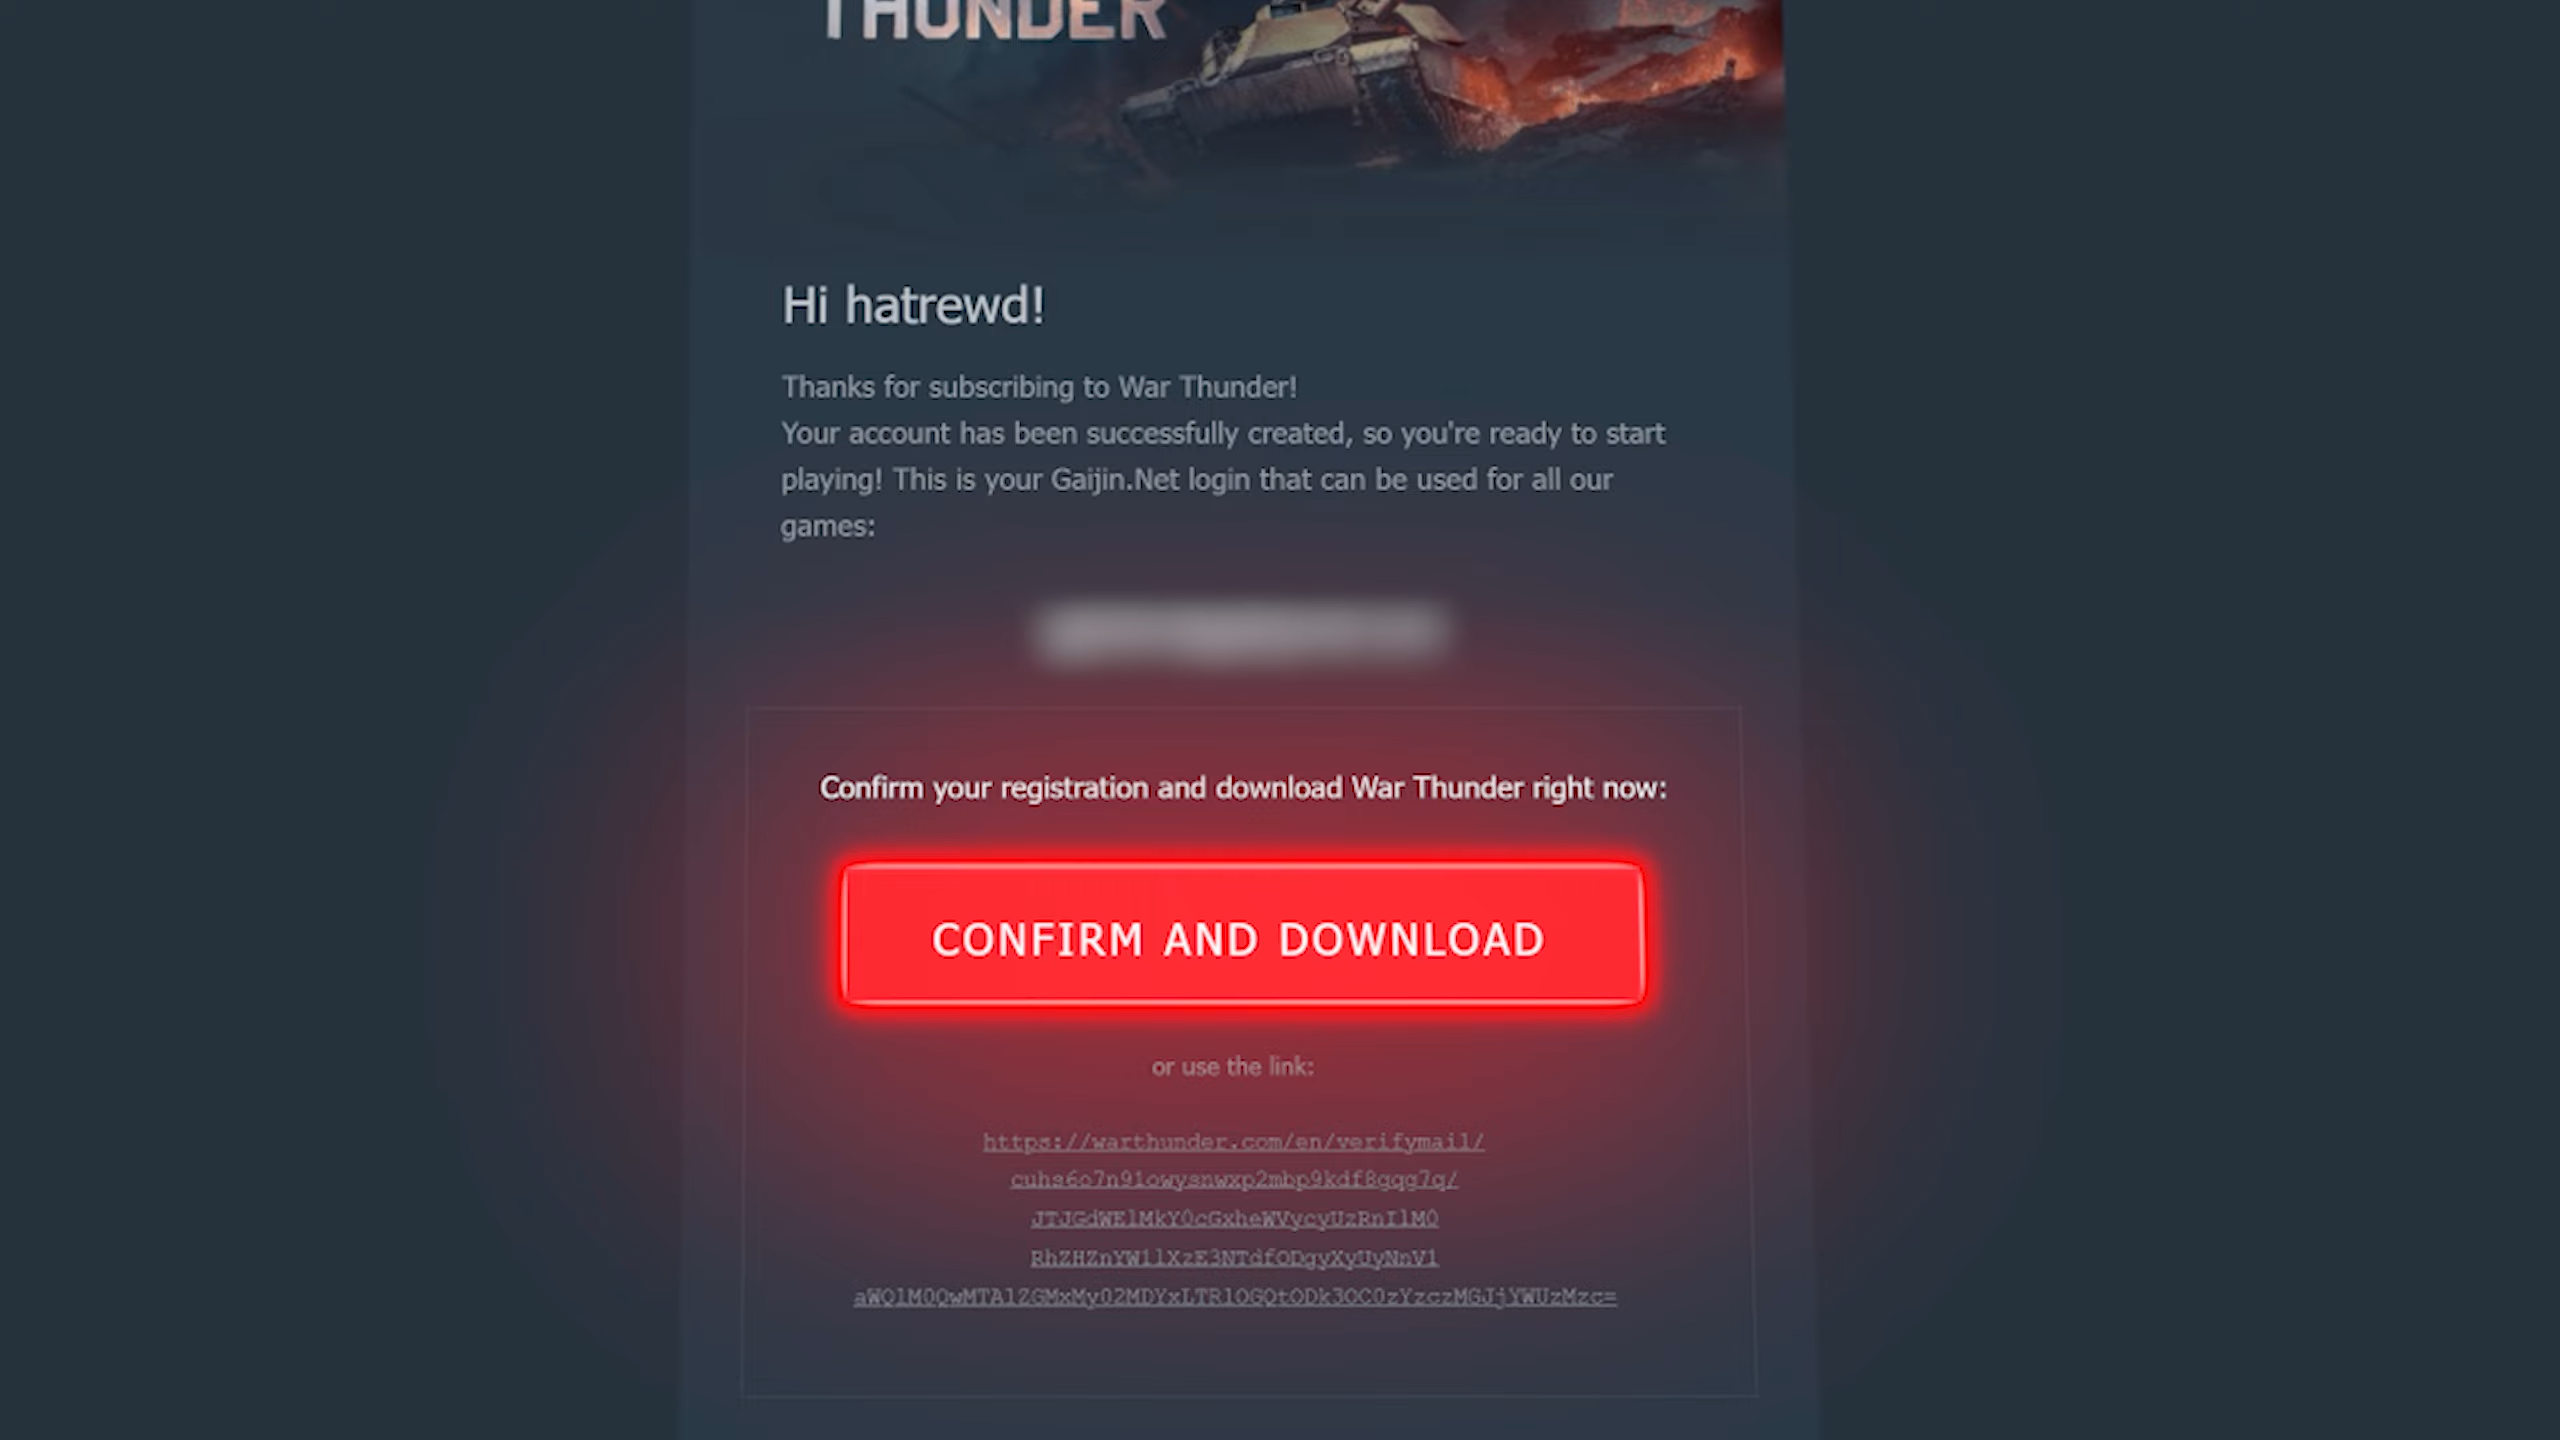 THUNDER
Hi hatrewd!
Thanks for subscribing to War Thunder!
Your account has been successfully created, so you're ready to start
playing! This is your Gaijin.Net login that can be used for all our
games:
Confirm your registration and download War Thunder right now:
CONFIRM AND DOWNLOAD
or use the link:
https://warthunder.com/en/verifymail/
cuhs6o7n91owysnwxp2mbp9kdf8gqg7q/